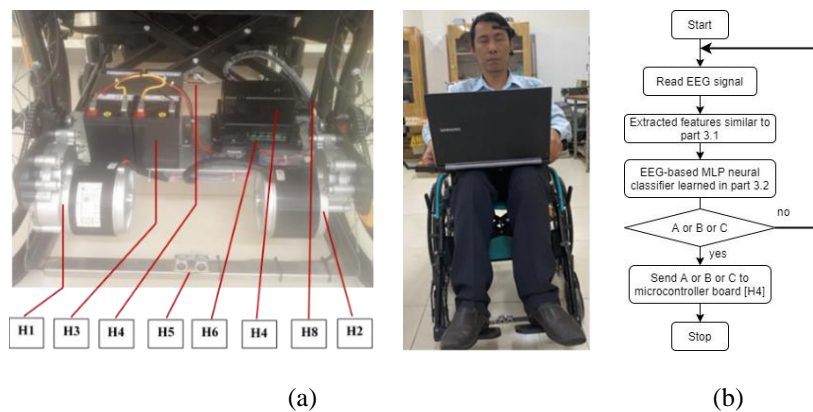 H1 H3 H4 H5 H6 H4 H8 H2
SAMSUNG
Start
Read EEG signal
Extracted features similar to
part 3.1
EEG-based MLP neural
classifier learned in part 3.2
A or B or C
no
yes
Send A or B or C to
microcontroller board [H4]
Stop
(a)
(b)